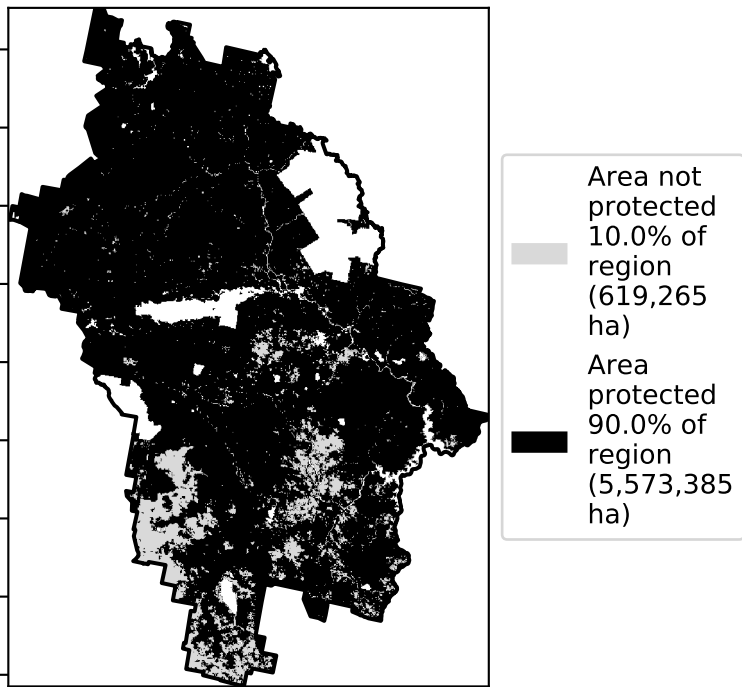 Area not
protected
10.0% of
region
(619,265
ha)
Area
protected
90.0% of
region
(5,573,385
ha)